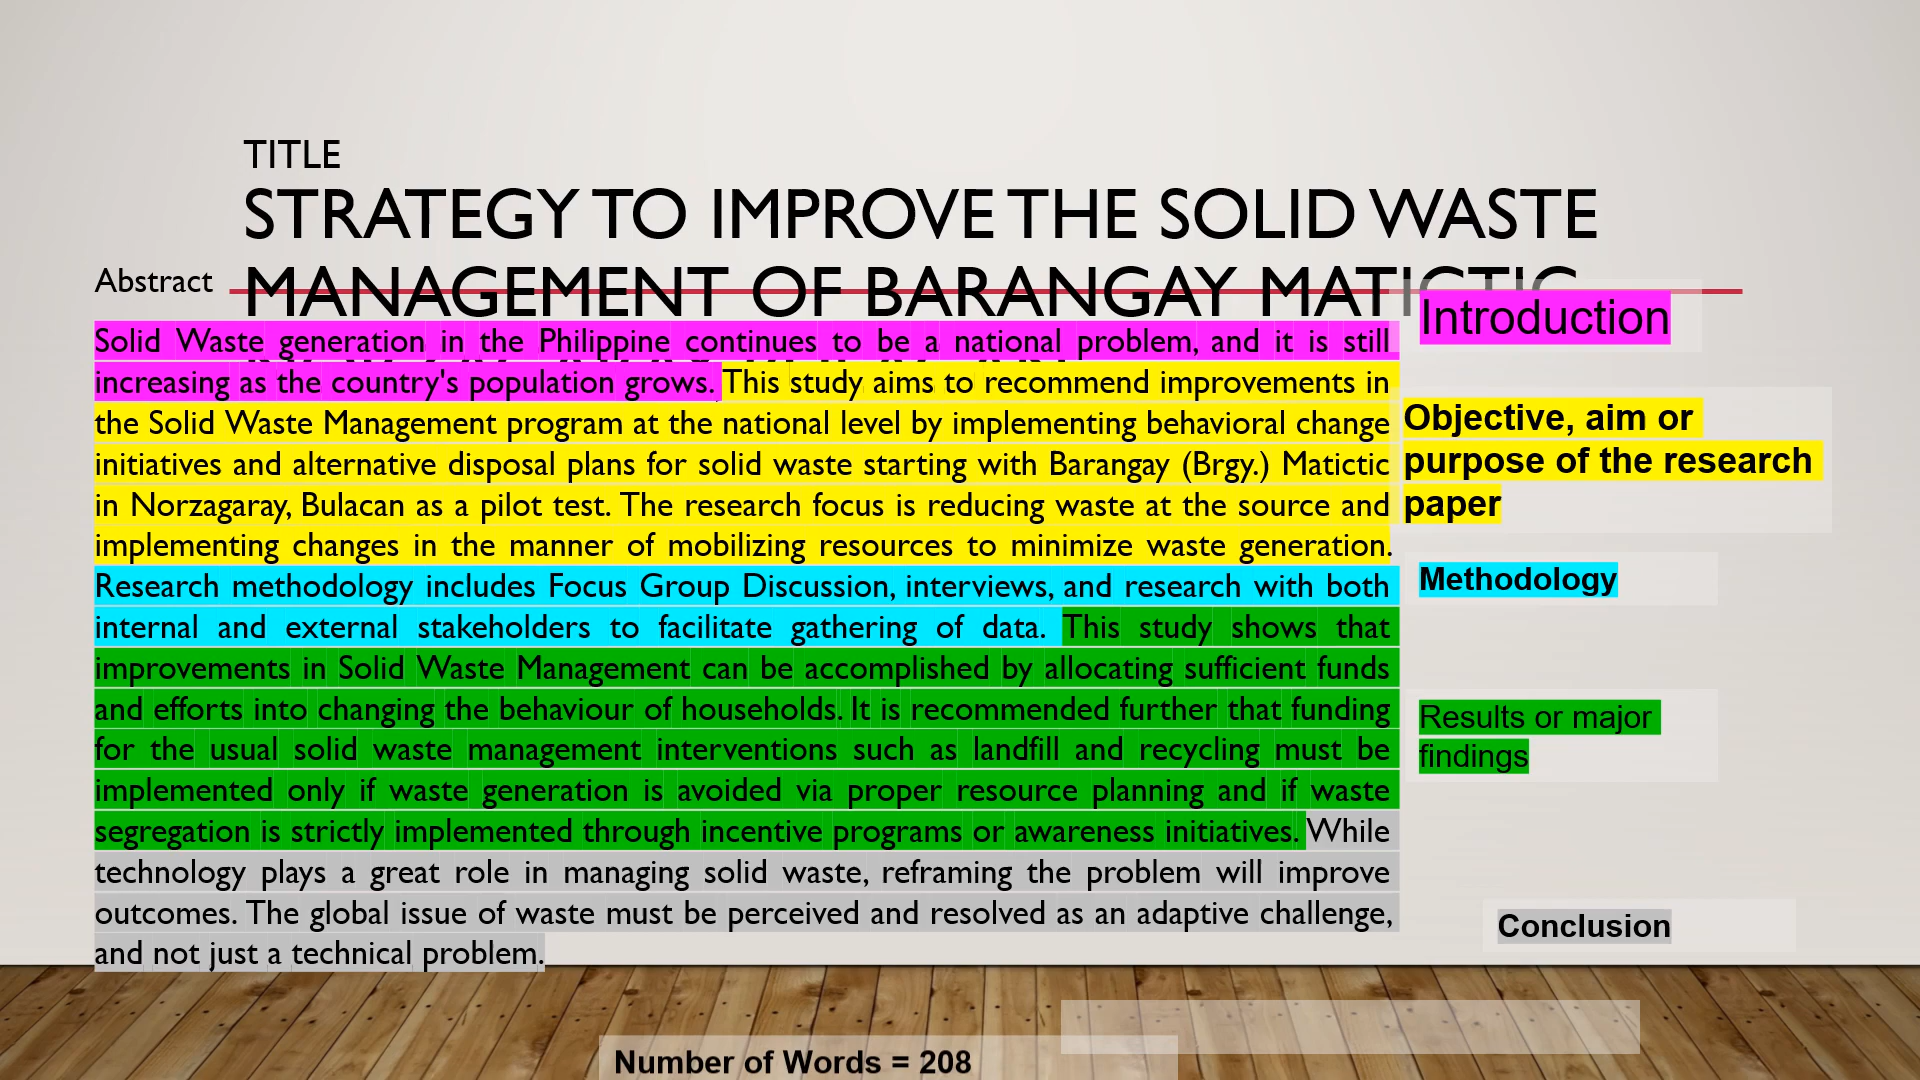 TITLE
STRATEGY TO IMPROVE THE SOLID WASTE
MANAGEMENT OF BARANGAY MATICTIC
Abstract
Introduction
Solid Waste generation in the Philippine continues to be a national problem, and it is still
increasing as the country's population grows. This study aims to recommend improvements in
the Solid Waste Management program at the national level by implementing behavioral change
initiatives and alternative disposal plans for solid waste starting with Barangay (Brgy.) Matictic
in Norzagaray, Bulacan as a pilot test. The research focus is reducing waste at the source and
implementing changes in the manner of mobilizing resources to minimize waste generation.
Research methodology includes Focus Group Discussion, interviews, and research with both
internal and external stakeholders to facilitate gathering of data. This study shows that
improvements in Solid Waste Management can be accomplished by allocating sufficient funds
and efforts into changing the behaviour of households. It is recommended further that funding
for the usual solid waste management interventions such as landfill and recycling must be
implemented only if waste generation is avoided via proper resource planning and if waste
segregation is strictly implemented through incentive programs or awareness initiatives. While
technology plays a great role in managing solid waste, reframing the problem will improve
outcomes. The global issue of waste must be perceived and resolved as an adaptive challenge,
and not just a technical problem.
Objective, aim or
purpose of the research
paper
Methodology
Results or major
findings
Conclusion
Number of Words = 208